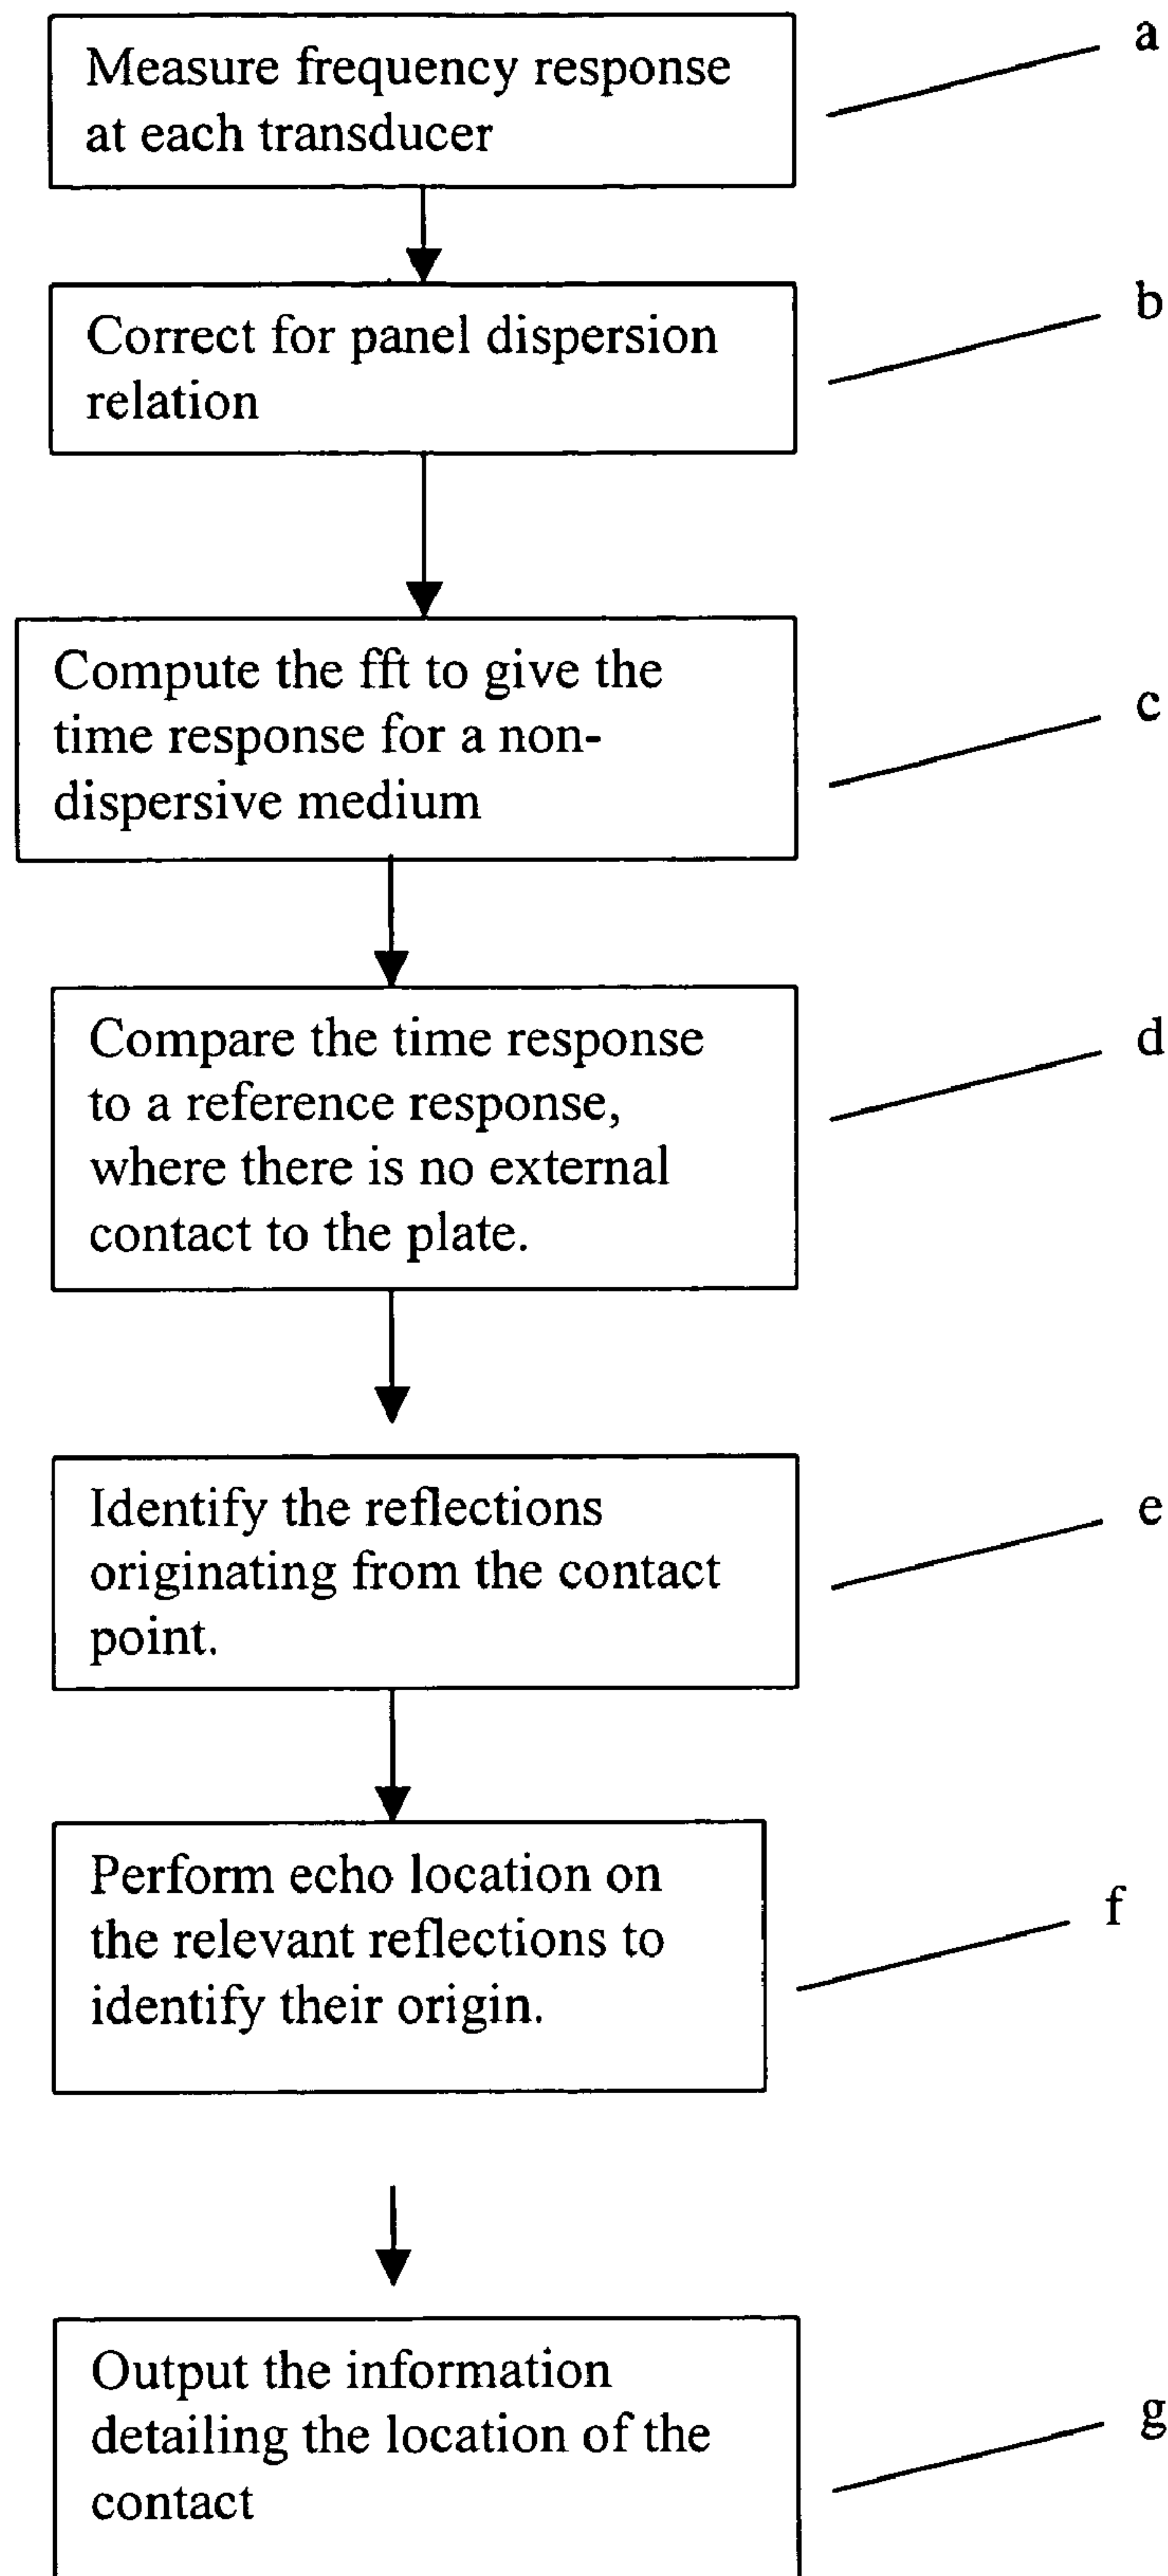 Measure frequency response
at each transducer
a
Correct for panel dispersion
relation
b
Compute the fft to give the
time response for a non-
dispersive medium
c
Compare the time response
to a reference response,
where there is no external
contact to the plate.
d
Identify the reflections
originating from the contact
point.
e
Perform echo location on
the relevant reflections to
identify their origin.
f
Output the information
detailing the location of the
contact
g